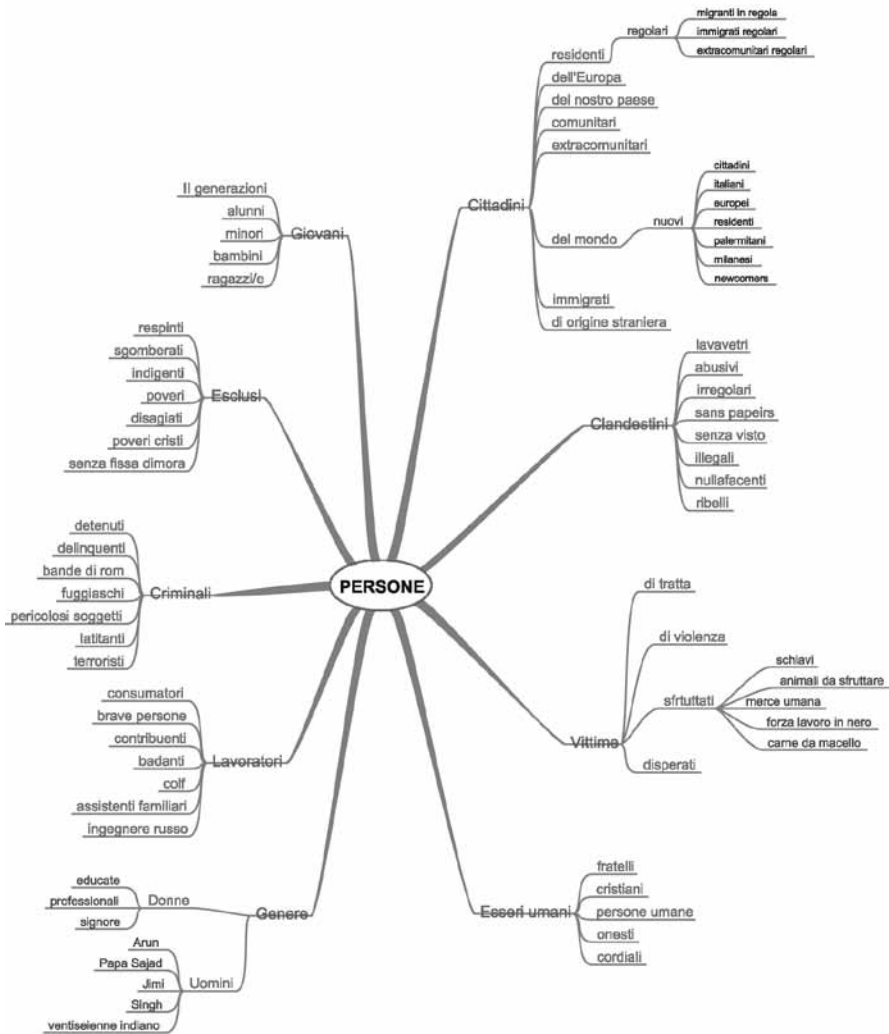 PERSONE
Cittadini
residenti
regolari
migranti in regola
immigrati regolari
extracomunitari regolari
dell'Europa
del nostro paese
comunitari
extracomunitari
del mondo
nuovi
cittadini
italiani
europei
residenti
palermitani
milanesi
newcomers
immigrati
di origine straniera
Clandestini
lavavetri
abusivi
irregolari
sans papeirs
senza visto
illegali
nullafacenti
ribelli
Vittime
di tratta
di violenza
sfrtuttati
schiavi
animali da sfruttare
merce umana
forza lavoro in nero
carne da macello
disperati
Esseri umani
fratelli
cristiani
persone umane
onesti
cordiali
Giovani
II generazioni
alunni
minori
bambini
ragazzi/e
Esclusi
respinti
sgomberati
indigenti
poveri
disagiati
poveri cristi
senza fissa dimora
Criminali
detenuti
delinquenti
bande di rom
fuggiaschi
pericolosi soggetti
latitanti
terroristi
Lavoratori
consumatori
brave persone
contribuenti
badanti
colf
assistenti familiari
ingegnere russo
Genere
Donne
educate
professionali
signore
Uomini
Arun
Papa Sajad
Jimi
Singh
ventiseienne indiano